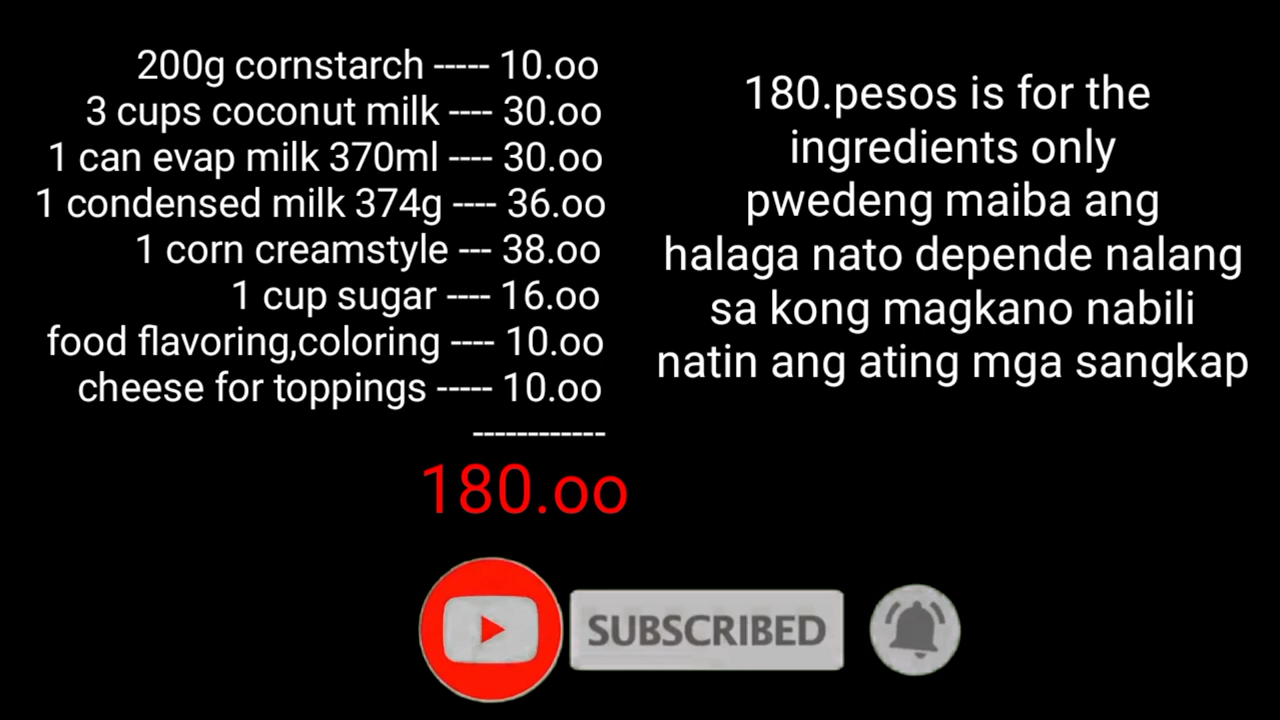 200g cornstarch ----- 10.oo
3 cups coconut milk ---- 30.oo
1 can evap milk 370ml ---- 30.oo
1 condensed milk 374g ---- 36.oo
1 corn creamstyle --- 38.oo
1 cup sugar ---- 16.oo
food flavoring,coloring ---- 10.oo
cheese for toppings ----- 10.oo
------------
180.oo
180.pesos is for the
ingredients only
pwedeng maiba ang
halaga nato depende nalang
sa kong magkano nabili
natin ang ating mga sangkap
SUBSCRIBED